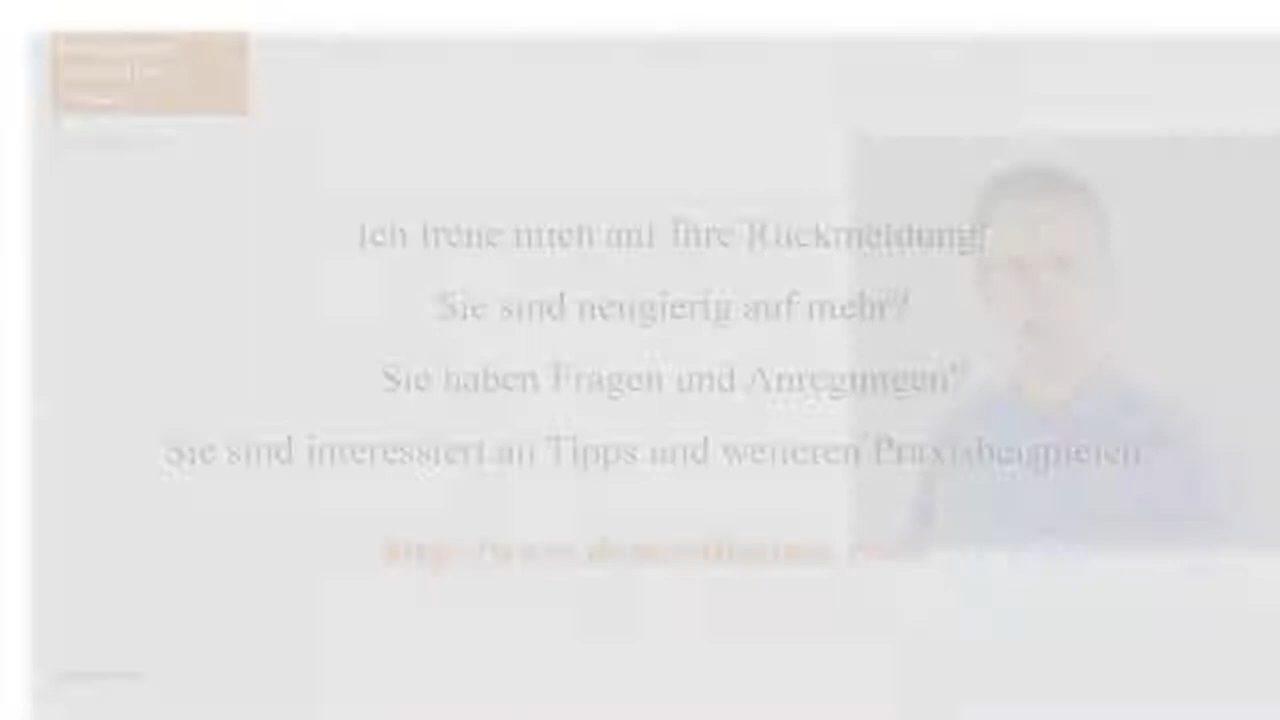 Ich freue mich auf Ihre Rückmeldung!
Sie sind neugierig auf mehr?
Sie haben Fragen und Anregungen?
Sie sind interessiert an Tipps und weiteren Praxisbeispielen?